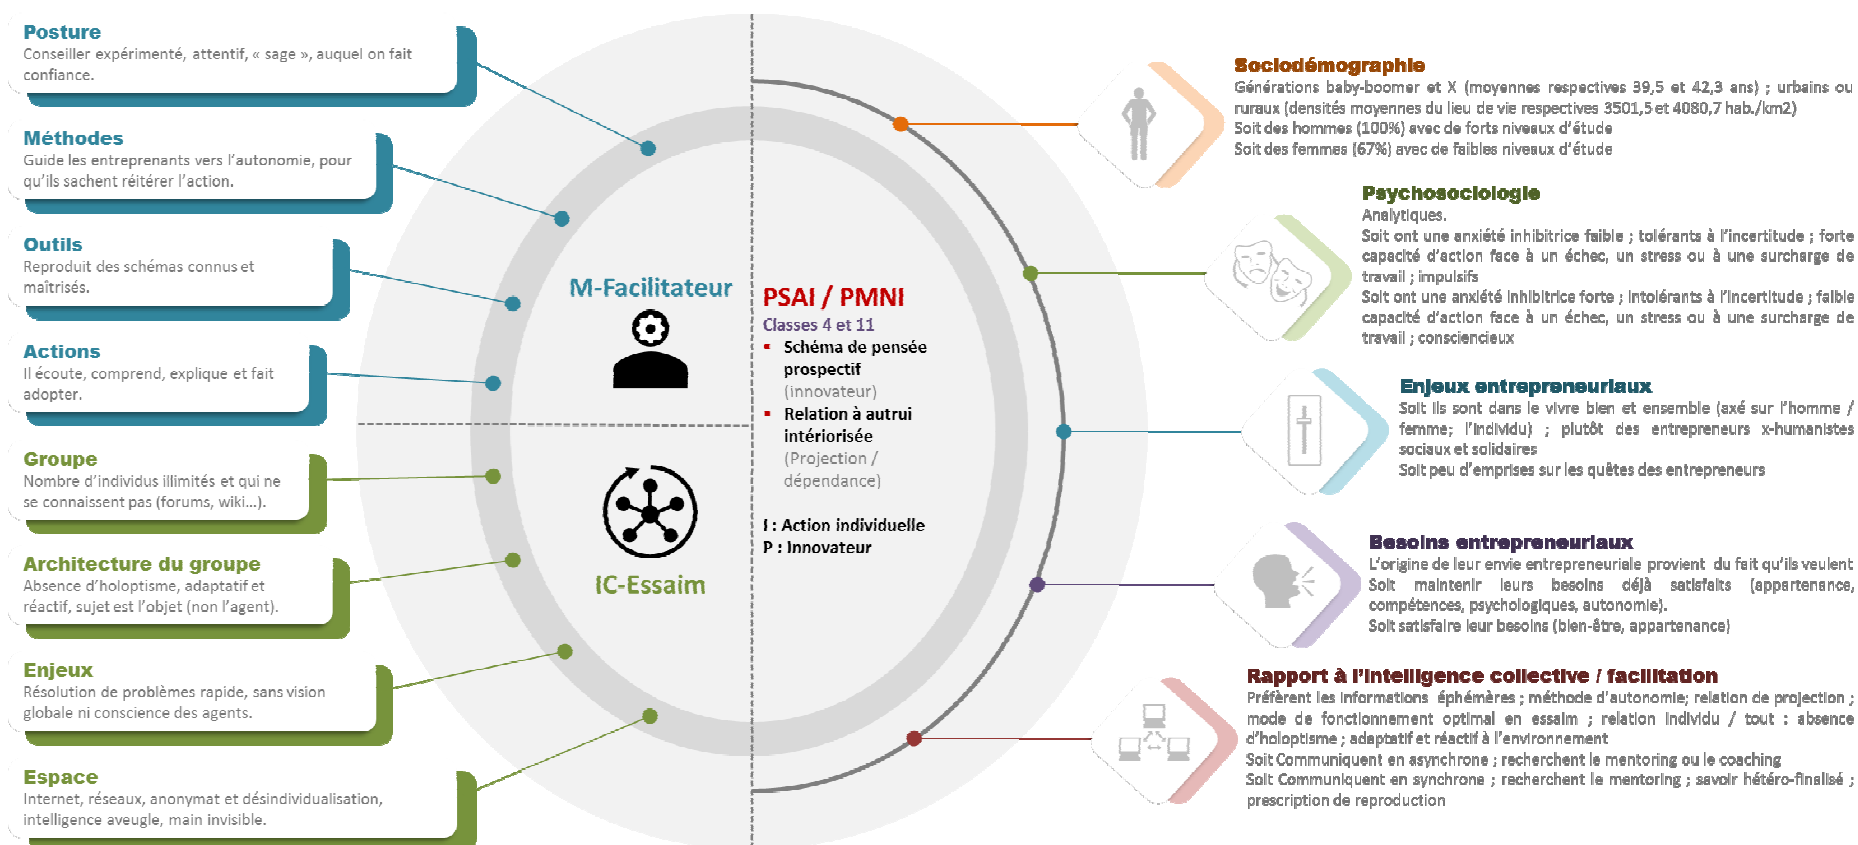 Posture
Conseiller expérimenté, attentif, « sage », auquel on fait
confiance.
Méthodes
Guide les entreprenants vers l'autonomie, pour
qu'ils sachent réitérer l'action.
Outils
Reproduit des schémas connus et
maîtrisés.
Actions
Il écoute, comprend, explique et fait
adopter.
Groupe
Nombre d'individus illimités et qui ne
se connaissent pas (forums, wiki...).
Architecture du groupe
Absence d'holoptisme, adaptatif et
réactif, sujet est l'objet (non l'agent).
Enjeux
Résolution de problèmes rapide, sans vision
globale ni conscience des agents.
Espace
Internet, réseaux, anonymat et désindividualisation,
intelligence aveugle, main invisible.
M-Facilitateur
IC-Essaim
PSAI / PMNI
Classes 4 et 11
▪ Schéma de pensée
prospectif
(innovateur)
▪ Relation à autrui
intériorisée
(Projection /
dépendance)
I : Action individuelle
P : Innovateur
Sociodémographie
Générations baby-boomer et X (moyennes respectives 39,5 et 42,3 ans) ; urbains ou
ruraux (densités moyennes du lieu de vie respectives 3501,5 et 4080,7 hab./km2)
Soit des hommes (100%) avec de forts niveaux d'étude
Soit des femmes (67%) avec de faibles niveaux d'étude
Psychosociologie
Analytiques.
Soit ont une anxiété inhibitrice faible ; tolérants à l'incertitude ; forte
capacité d'action face à un échec, un stress ou à une surcharge de
travail ; impulsifs
Soit ont une anxiété inhibitrice forte ; intolérants à l'incertitude ; faible
capacité d'action face à un échec, un stress ou à une surcharge de
travail ; consciencieux
Enjeux entrepreneuriaux
Soit ils sont dans le vivre bien et ensemble (axé sur l'homme /
femme; l'individu) ; plutôt des entrepreneurs x-humanistes
sociaux et solidaires
Soit peu d'emprises sur les quêtes des entrepreneurs
Besoins entrepreneuriaux
L'origine de leur envie entrepreneuriale provient du fait qu'ils veulent
Soit maintenir leurs besoins déjà satisfaits (appartenance,
compétences, psychologiques, autonomie).
Soit satisfaire leur besoins (bien-être, appartenance)
Rapport à l'intelligence collective / facilitation
Préfèrent les informations éphémères ; méthode d'autonomie; relation de projection ;
mode de fonctionnement optimal en essaim ; relation individu / tout : absence
d'holoptisme ; adaptatif et réactif à l'environnement
Soit Communiquent en asynchrone ; recherchent le mentoring ou le coaching
Soit Communiquent en synchrone ; recherchent le mentoring ; savoir hétéro-finalisé ;
prescription de reproduction